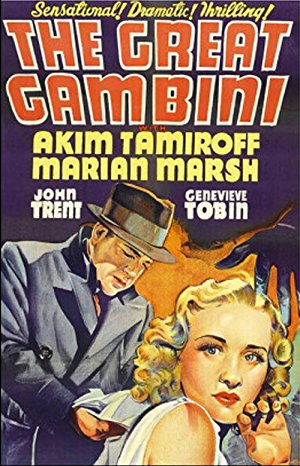 Sensational! Dramatic! Thrilling!
THE GREAT
GAMBINI
WITH
AKIM TAMIROFF
MARIAN MARSH
JOHN TRENT
GENEVIEVE TOBIN